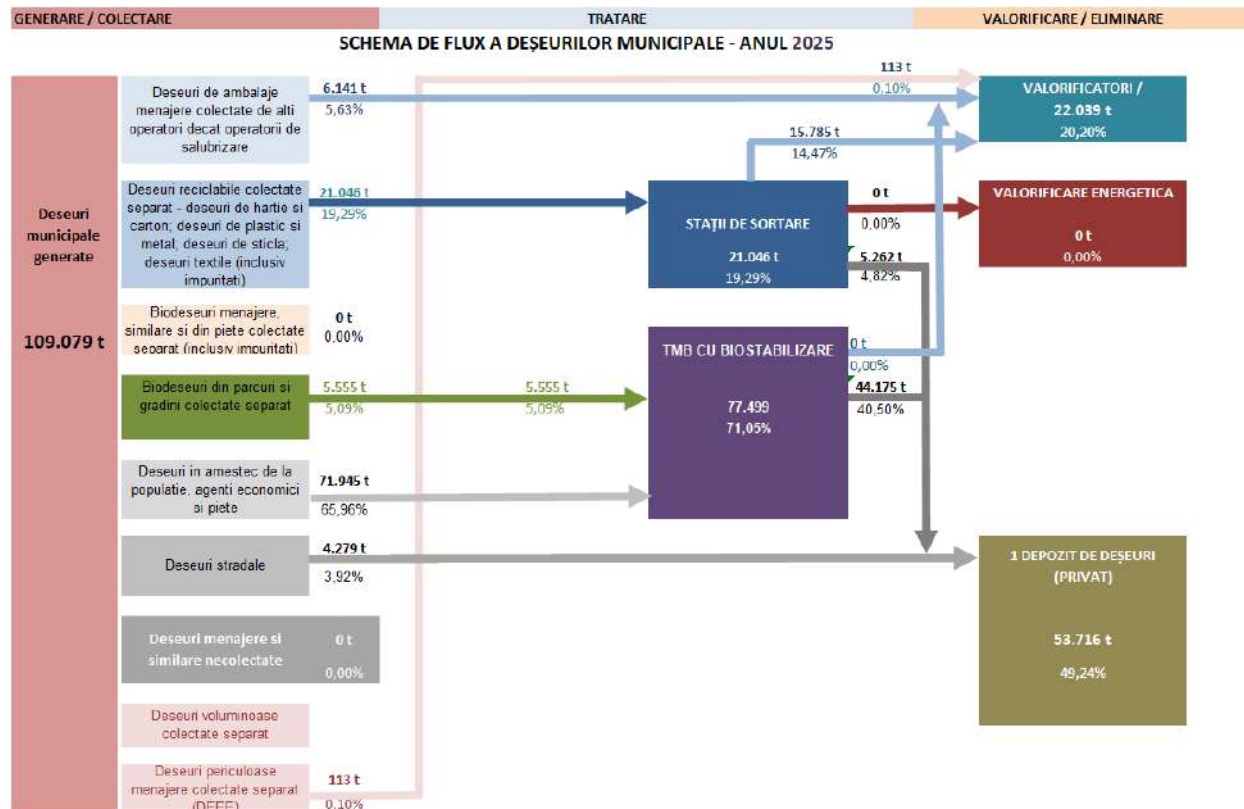 GENERARE / COLECTARE
TRATARE
VALORIFICARE / ELIMINARE
SCHEMA DE FLUX A DEȘEURILOR MUNICIPALE - ANUL 2025
Deseuri
municipale
generate
109.079 t
Deseuri de ambalaje
menajere colectate de alti
operatori decat operatorii de
salubrizare
6.141 t
5,63%
113 t
0,10%
VALORIFICATORI /
22.039 t
20,20%
15.785 t
14,47%
Deseuri reciclabile colectate
separat - deseuri de hartie si
carton; deseuri de plastic si
metal; deseuri de sticla;
deseuri textile (inclusiv
impuritati)
21.046 t
19,29%
STAȚII DE SORTARE
21.046 t
19,29%
0 t
0,00%
5.262 t
4,82%
VALORIFICARE ENERGETICA
0 t
0,00%
Biodeseuri menajere,
similare si din piete colectate
separat (inclusiv impuritati)
0 t
0,00%
TMB CU BIOSTABILIZARE
77.499
71,05%
0 t
0,00%
44.175 t
40,50%
Biodeseuri din parcuri si
gradini colectate separat
5.555 t
5,09%
5.555 t
5,09%
Deseuri in amestec de la
populatie, agenti economici
si piete
71.945 t
65,96%
Deseuri stradale
4.279 t
3,92%
1 DEPOZIT DE DEȘEURI
(PRIVAT)
53.716 t
49,24%
Deseuri menajere si
similare necolectate
0 t
0,00%
Deseuri voluminoase
colectate separat
Deseuri periculoase
menajere colectate separat
(DEEE)
113 t
0,10%